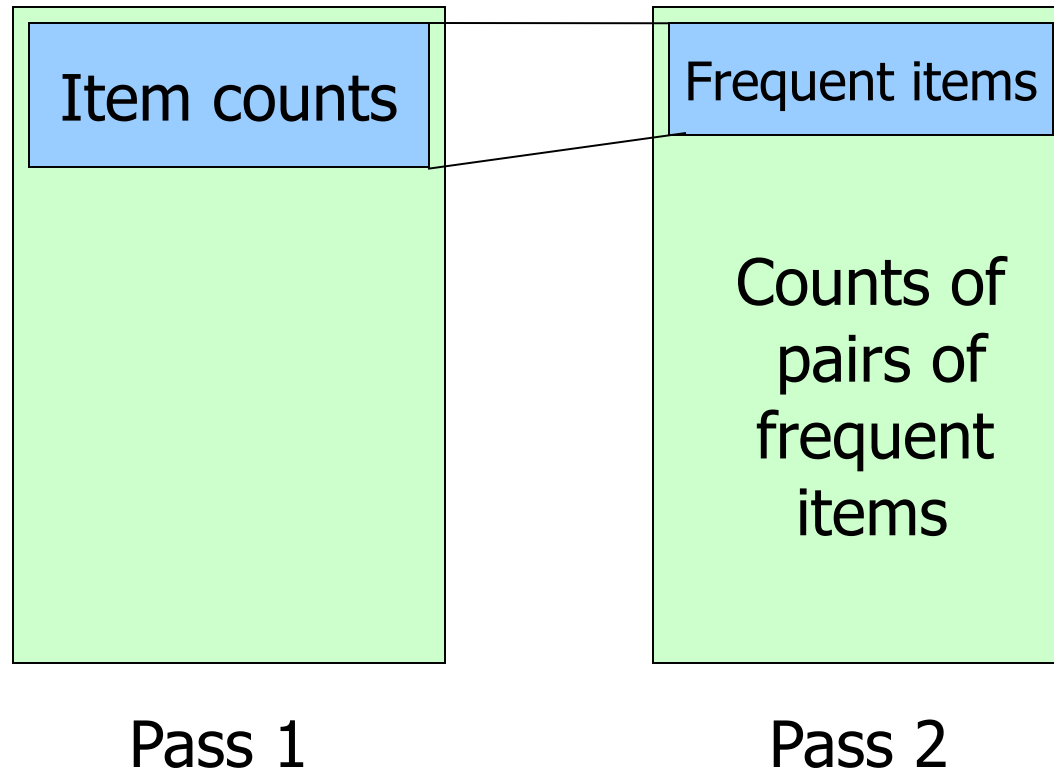 Item counts
Frequent items
Counts of
pairs of
frequent
items
Pass 1
Pass 2